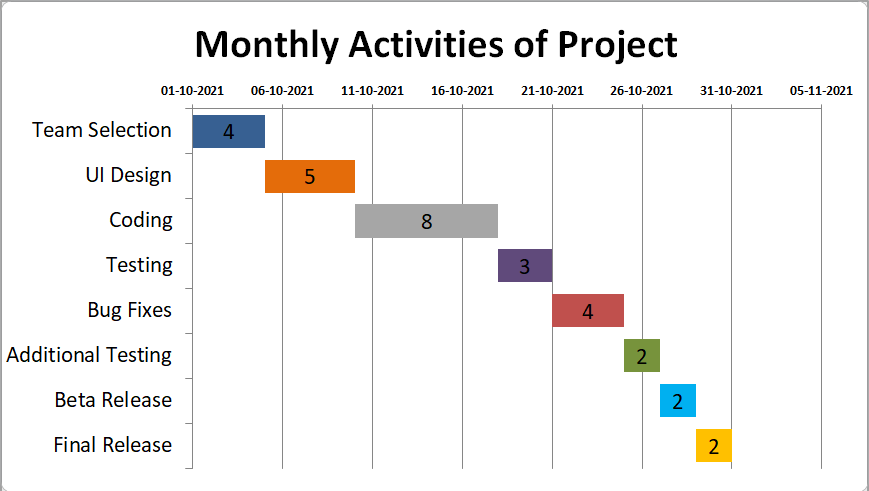 Monthly Activities of Project
01-10-2021 06-10-2021 11-10-2021 16-10-2021 21-10-2021 26-10-2021 31-10-2021 05-11-2021
Team Selection 4
UI Design 5
Coding 8
Testing 3
Bug Fixes 4
Additional Testing 2
Beta Release 2
Final Release 2